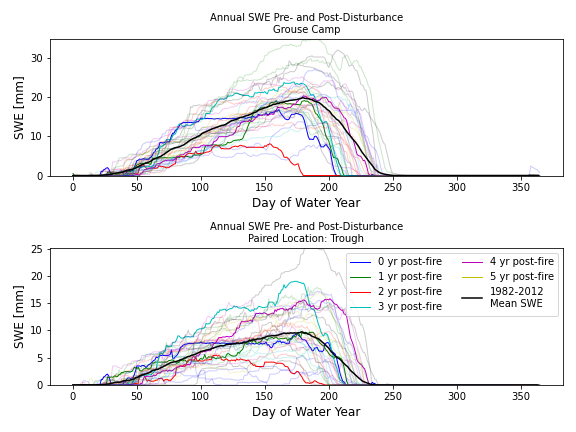 Annual SWE Pre- and Post-Disturbance
Grouse Camp
SWE [mm]
30
20
10
0
0 50 100 150 200 250 300 350
Day of Water Year
Annual SWE Pre- and Post-Disturbance
Paired Location: Trough
SWE [mm]
25
20
15
10
5
0
0 50 100 150 200 250 300 350
Day of Water Year
0 yr post-fire
1 yr post-fire
2 yr post-fire
3 yr post-fire
4 yr post-fire
5 yr post-fire
1982-2012
Mean SWE